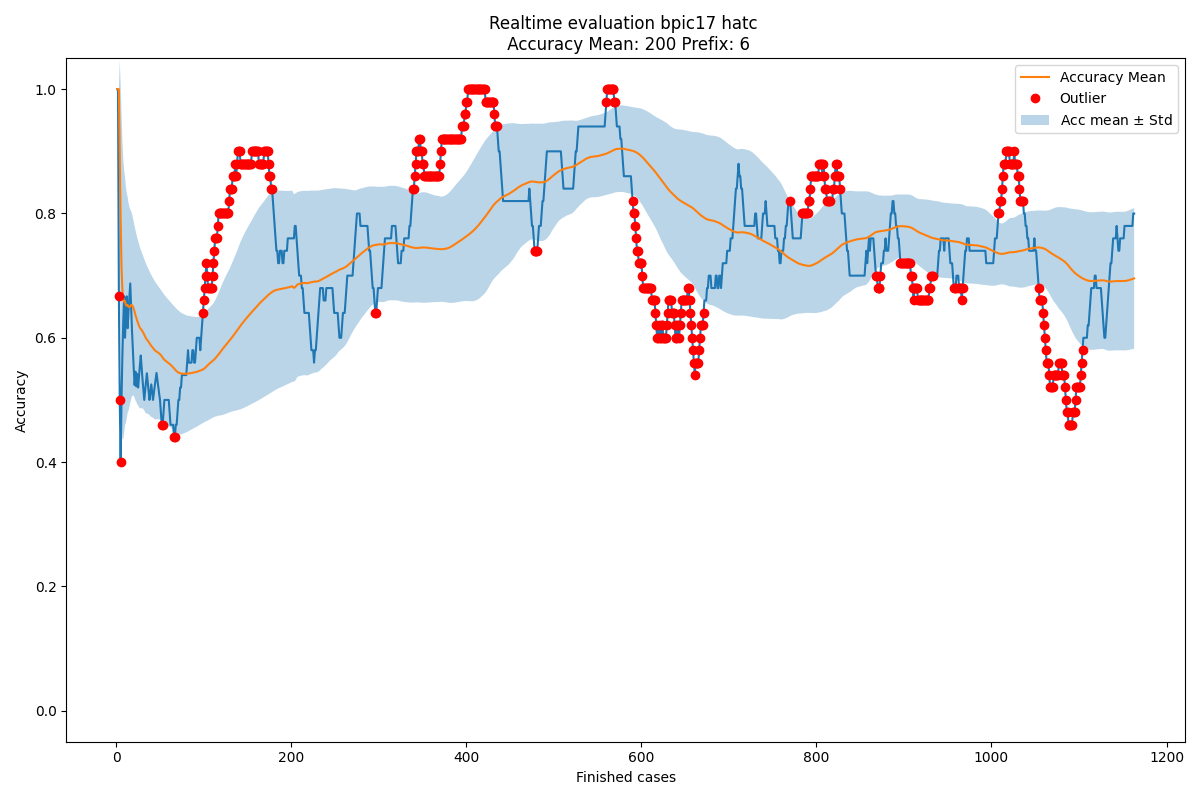 Realtime evaluation bpic17 hatc
Accuracy Mean: 200 Prefix: 6
Accuracy Mean
Outlier
Acc mean ± Std
1.0
0.8
0.6
0.4
0.2
0.0
Accuracy
0
200
400
600
800
1000
1200
Finished cases